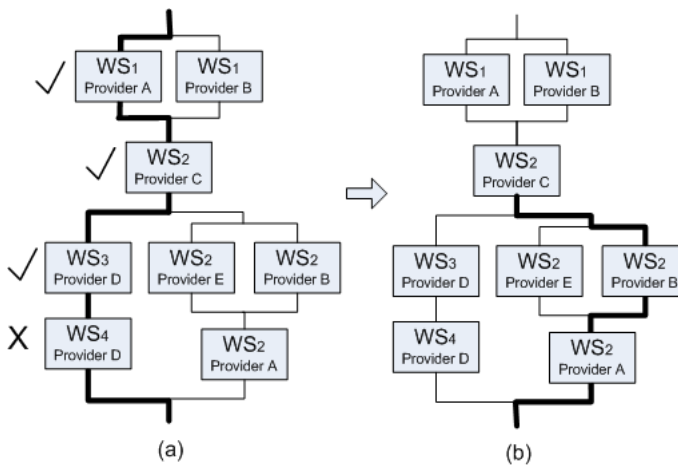 WS1 Provider A
WS1 Provider B
WS2 Provider C
WS3 Provider D
WS2 Provider E
WS2 Provider B
X
WS4 Provider D
WS2 Provider A
(a)
WS1 Provider A
WS1 Provider B
WS2 Provider C
WS3 Provider D
WS2 Provider E
WS2 Provider B
WS4 Provider D
WS2 Provider A
(b)